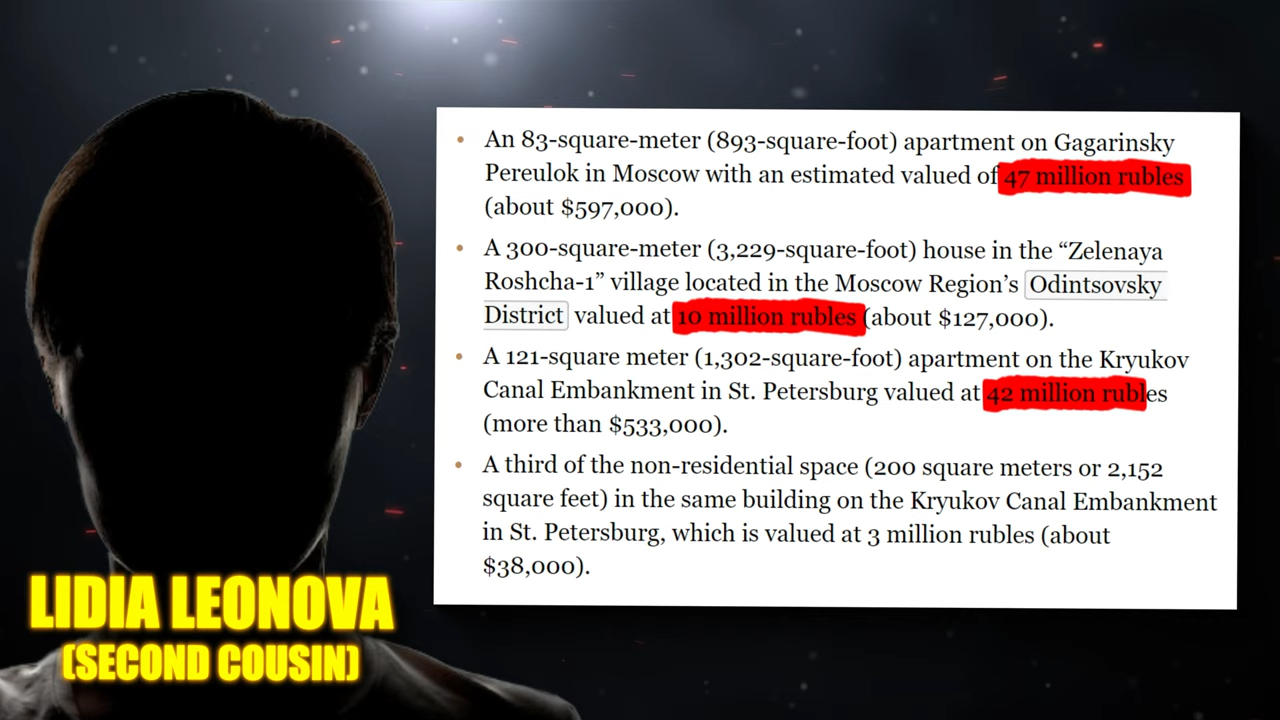 • An 83-square-meter (893-square-foot) apartment on Gagarinsky
Pereulok in Moscow with an estimated valued of 47 million rubles
(about $597,000).
• A 300-square-meter (3,229-square-foot) house in the “Zelenaya
Roshcha-1” village located in the Moscow Region’s Odintsovsky
District valued at 10 million rubles (about $127,000).
• A 121-square meter (1,302-square-foot) apartment on the Kryukov
Canal Embankment in St. Petersburg valued at 42 million rubles
(more than $533,000).
• A third of the non-residential space (200 square meters or 2,152
square feet) in the same building on the Kryukov Canal Embankment
in St. Petersburg, which is valued at 3 million rubles (about
$38,000).
LIDIA LEONOVA
(SECOND COUSIN)